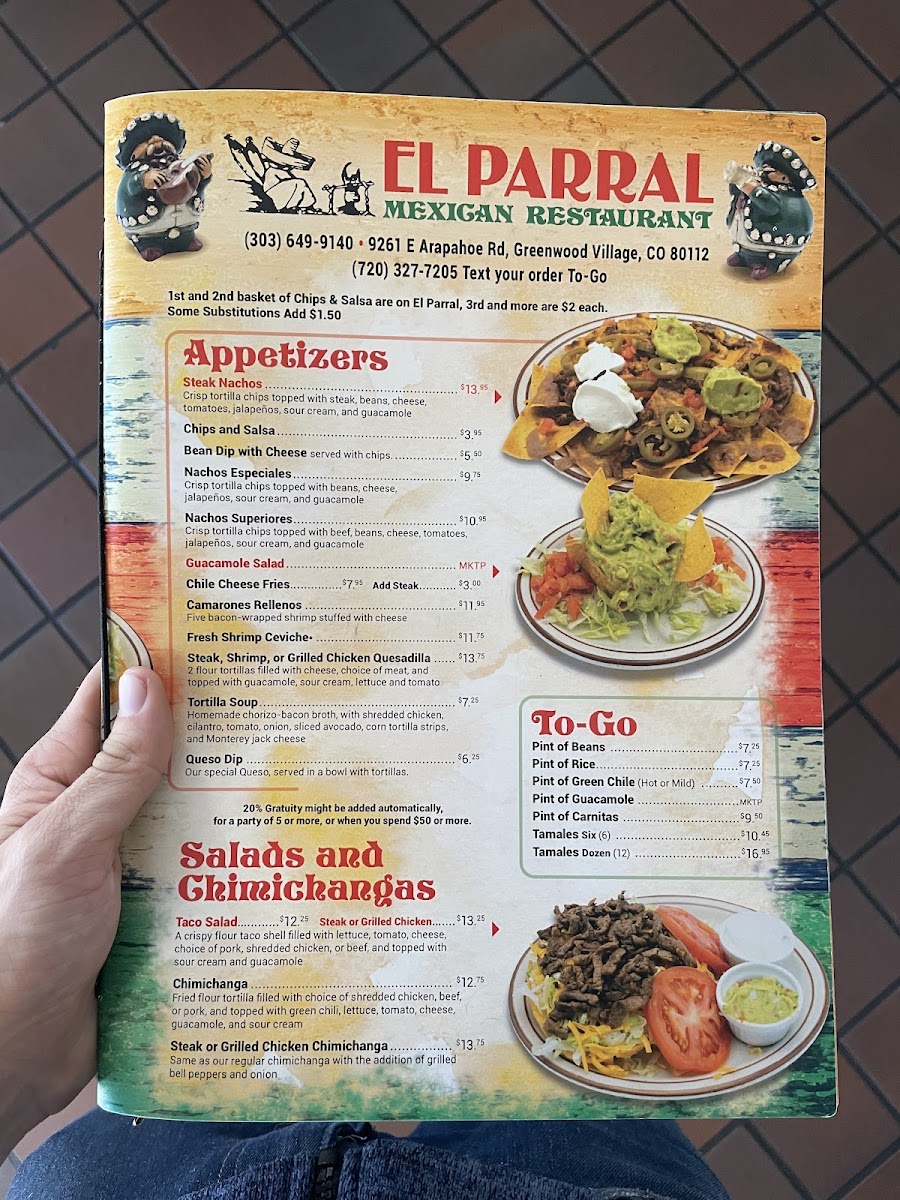 EL PARRAL
MEXICAN RESTAURANT
(303) 649-9140 • 9261 E Arapahoe Rd, Greenwood Village, CO 80112
(720) 327-7205 Text your order To-Go
1st and 2nd basket of Chips & Salsa are on El Parral, 3rd and more are $2 each.
Some Substitutions Add $1.50
Appetizers
Steak Nachos ........ $13.95
Crisp tortilla chips topped with steak, beans, cheese,
tomatoes, jalapeños, sour cream, and guacamole
Chips and Salsa ........ $3.95
Bean Dip with Cheese served with chips. ........ $5.50
Nachos Especiales ........ $9.75
Crisp tortilla chips topped with beans, cheese,
jalapeños, sour cream, and guacamole
Nachos Superiores ........ $10.95
Crisp tortilla chips topped with beef, beans, cheese, tomatoes,
jalapeños, sour cream, and guacamole
Guacamole Salad ........ MKTP
Chile Cheese Fries ........ $7.95 Add Steak ........ $3.00
Camarones Rellenos ........ $11.95
Five bacon-wrapped shrimp stuffed with cheese
Fresh Shrimp Ceviche• ........ $11.75
Steak, Shrimp, or Grilled Chicken Quesadilla ...... $13.75
2 flour tortillas filled with cheese, choice of meat, and
topped with guacamole, sour cream, lettuce and tomato
Tortilla Soup ........ $7.25
Homemade chorizo-bacon broth, with shredded chicken,
cilantro, tomato, onion, sliced avocado, corn tortilla strips,
and Monterey jack cheese
Queso Dip ........ $6.25
Our special Queso, served in a bowl with tortillas.
20% Gratuity might be added automatically,
for a party of 5 or more, or when you spend $50 or more.
To-Go
Pint of Beans ........ $7.25
Pint of Rice ........ $7.25
Pint of Green Chile (Hot or Mild) ........ $7.50
Pint of Guacamole ........ MKTP
Pint of Carnitas ........ $9.50
Tamales Six (6) ........ $10.45
Tamales Dozen (12) ........ $16.95
Salads and
Chimichangas
Taco Salad ........ $12.25 Steak or Grilled Chicken ...... $13.25
A crispy flour taco shell filled with lettuce, tomato, cheese,
choice of pork, shredded chicken, or beef, and topped with
sour cream and guacamole
Chimichanga ........ $12.75
Fried flour tortilla filled with choice of shredded chicken, beef,
or pork, and topped with green chili, lettuce, tomato, cheese,
guacamole, and sour cream
Steak or Grilled Chicken Chimichanga ........ $13.75
Same as our regular chimichanga with the addition of grilled
bell peppers and onion